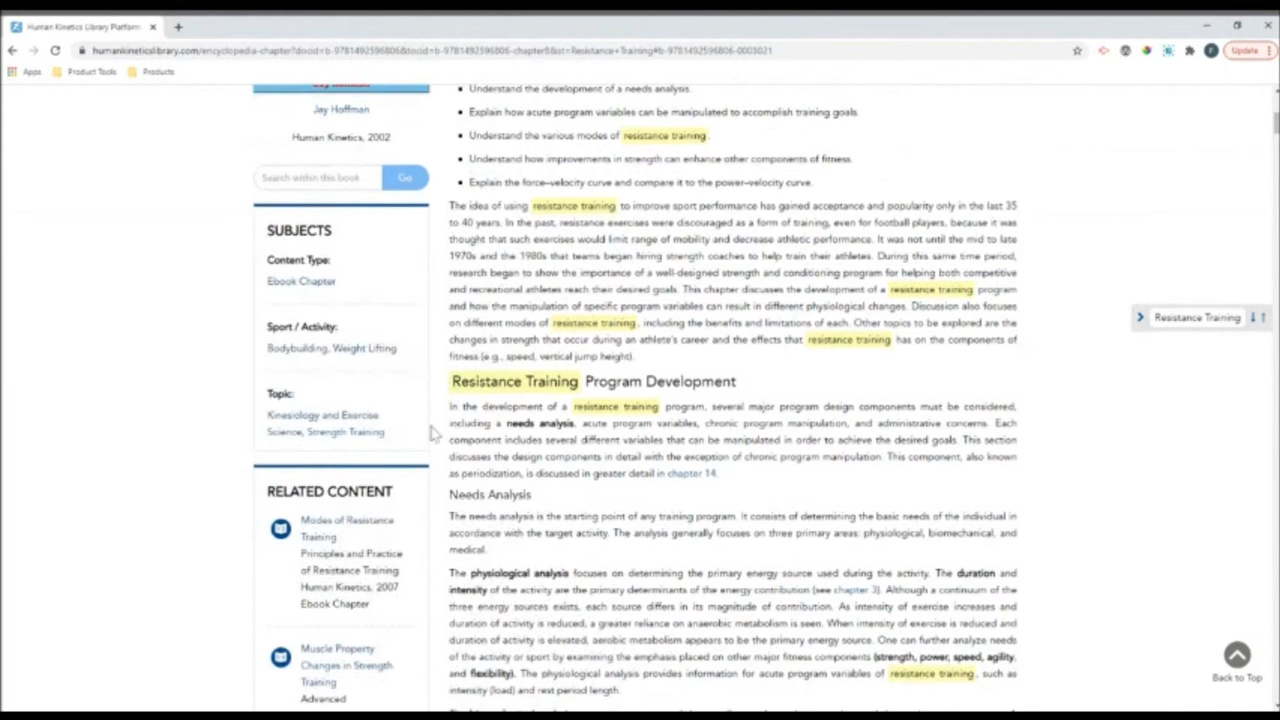 Human Kinetics Library Platform
humankineticslibrary.com/encyclopedia-chapter?docid=b-9781492596806&tocid=b-9781492596806-chapter8&st=Resistance+Training#b-9781492596806-0003021
Update
Apps
Product Tools
Products
Jay Hoffman
Jay Hoffman
Human Kinetics, 2002
Search within this book
Go
SUBJECTS
Content Type:
Ebook Chapter
Sport / Activity:
Bodybuilding, Weight Lifting
Topic:
Kinesiology and Exercise
Science, Strength Training
RELATED CONTENT
Modes of Resistance
Training
Principles and Practice
of Resistance Training
Human Kinetics, 2007
Ebook Chapter
Muscle Property
Changes in Strength
Training
Advanced
• Understand the development of a needs analysis.
• Explain how acute program variables can be manipulated to accomplish training goals.
• Understand the various modes of resistance training.
• Understand how improvements in strength can enhance other components of fitness.
• Explain the force–velocity curve and compare it to the power–velocity curve.
The idea of using resistance training to improve sport performance has gained acceptance and popularity only in the last 35
to 40 years. In the past, resistance exercises were discouraged as a form of training, even for football players, because it was
thought that such exercises would limit range of mobility and decrease athletic performance. It was not until the mid to late
1970s and the 1980s that teams began hiring strength coaches to help train their athletes. During this same time period,
research began to show the importance of a well-designed strength and conditioning program for helping both competitive
and recreational athletes reach their desired goals. This chapter discusses the development of a resistance training program
and how the manipulation of specific program variables can result in different physiological changes. Discussion also focuses
on different modes of resistance training, including the benefits and limitations of each. Other topics to be explored are the
changes in strength that occur during an athlete's career and the effects that resistance training has on the components of
fitness (e.g., speed, vertical jump height).
Resistance Training Program Development
In the development of a resistance training program, several major program design components must be considered,
including a needs analysis, acute program variables, chronic program manipulation, and administrative concerns. Each
component includes several different variables that can be manipulated in order to achieve the desired goals. This section
discusses the design components in detail with the exception of chronic program manipulation. This component, also known
as periodization, is discussed in greater detail in chapter 14.
Needs Analysis
The needs analysis is the starting point of any training program. It consists of determining the basic needs of the individual in
accordance with the target activity. The analysis generally focuses on three primary areas: physiological, biomechanical, and
medical.
The physiological analysis focuses on determining the primary energy source used during the activity. The duration and
intensity of the activity are the primary determinants of the energy contribution (see chapter 3). Although a continuum of the
three energy sources exists, each source differs in its magnitude of contribution. As intensity of exercise increases and
duration of activity is reduced, a greater reliance on anaerobic metabolism is seen. When intensity of exercise is reduced and
duration of activity is elevated, aerobic metabolism appears to be the primary energy source. One can further analyze needs
of the activity or sport by examining the emphasis placed on other major fitness components (strength, power, speed, agility,
and flexibility). The physiological analysis provides information for acute program variables of resistance training, such as
intensity (load) and rest period length.
Resistance Training
Back to Top